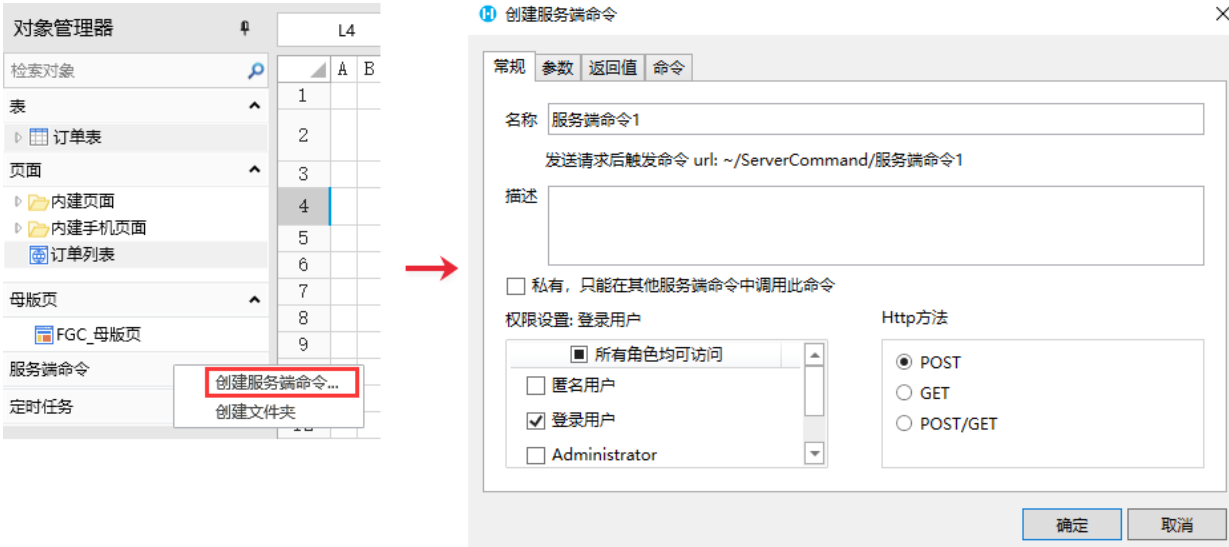 对象管理器
L4
检索对象
A B
表
1
订单表
2
页面
3
内建页面
4
内建手机页面
5
订单列表
6
7
母版页
8
FGC_母版页
9
服务端命令
创建服务端命令...
定时任务
创建文件夹
创建服务端命令
常规 参数 返回值 命令
名称 服务端命令1
发送请求后触发命令 url: ~/ServerCommand/服务端命令1
描述
私有，只能在其他服务端命令中调用此命令
权限设置: 登录用户
Http方法
所有角色均可访问
POST
匿名用户
GET
登录用户
POST/GET
Administrator
确定 取消